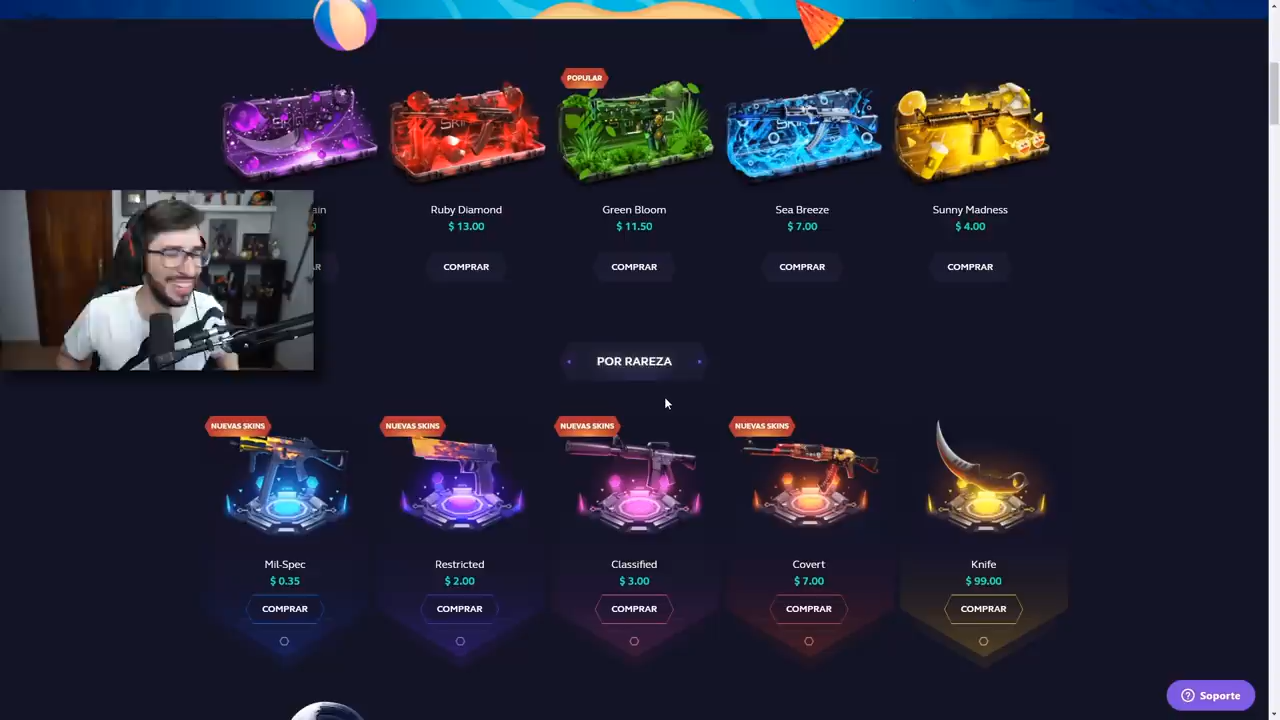 POPULAR
Ruby Diamond
Green Bloom
Sea Breeze
Sunny Madness
$ 13.00
$ 11.50
$ 7.00
$ 4.00
COMPRAR
COMPRAR
COMPRAR
COMPRAR
POR RAREZA
NUEVAS SKINS
NUEVAS SKINS
NUEVAS SKINS
NUEVAS SKINS
Mil-Spec
Restricted
Classified
Covert
Knife
$ 0.35
$ 2.00
$ 3.00
$ 7.00
$ 99.00
COMPRAR
COMPRAR
COMPRAR
COMPRAR
COMPRAR
Soporte